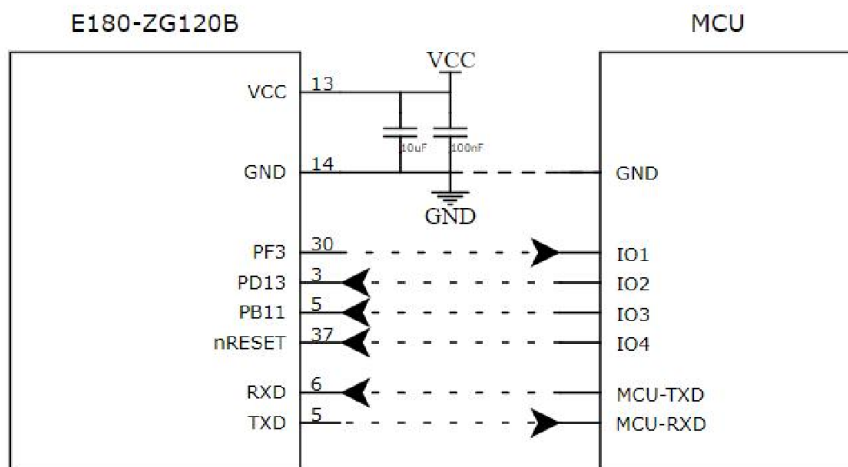 E180-ZG120B
MCU
VCC
VCC 13
10uF 100nF
GND 14
GND
GND
PF3 30
IO1
PD13 3
IO2
PB11 5
IO3
nRESET 37
IO4
RXD 6
MCU-TXD
TXD 5
MCU-RXD